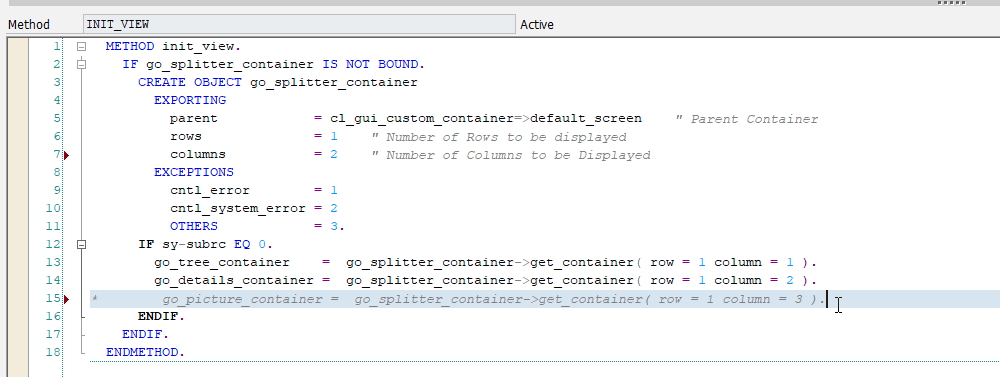 Method INIT_VIEW Active
1 METHOD init_view.
2 IF go_splitter_container IS NOT BOUND.
3 CREATE OBJECT go_splitter_container
4 EXPORTING
5 parent = cl_gui_custom_container=>default_screen " Parent Container
6 rows = 1 " Number of Rows to be displayed
7 columns = 2 " Number of Columns to be Displayed
8 EXCEPTIONS
9 cntl_error = 1
10 cntl_system_error = 2
11 OTHERS = 3.
12 IF sy-subrc EQ 0.
13 go_tree_container = go_splitter_container->get_container( row = 1 column = 1 ).
14 go_details_container = go_splitter_container->get_container( row = 1 column = 2 ).
15 * go_picture_container = go_splitter_container->get_container( row = 1 column = 3 ).
16 ENDIF.
17 ENDIF.
18 ENDMETHOD.